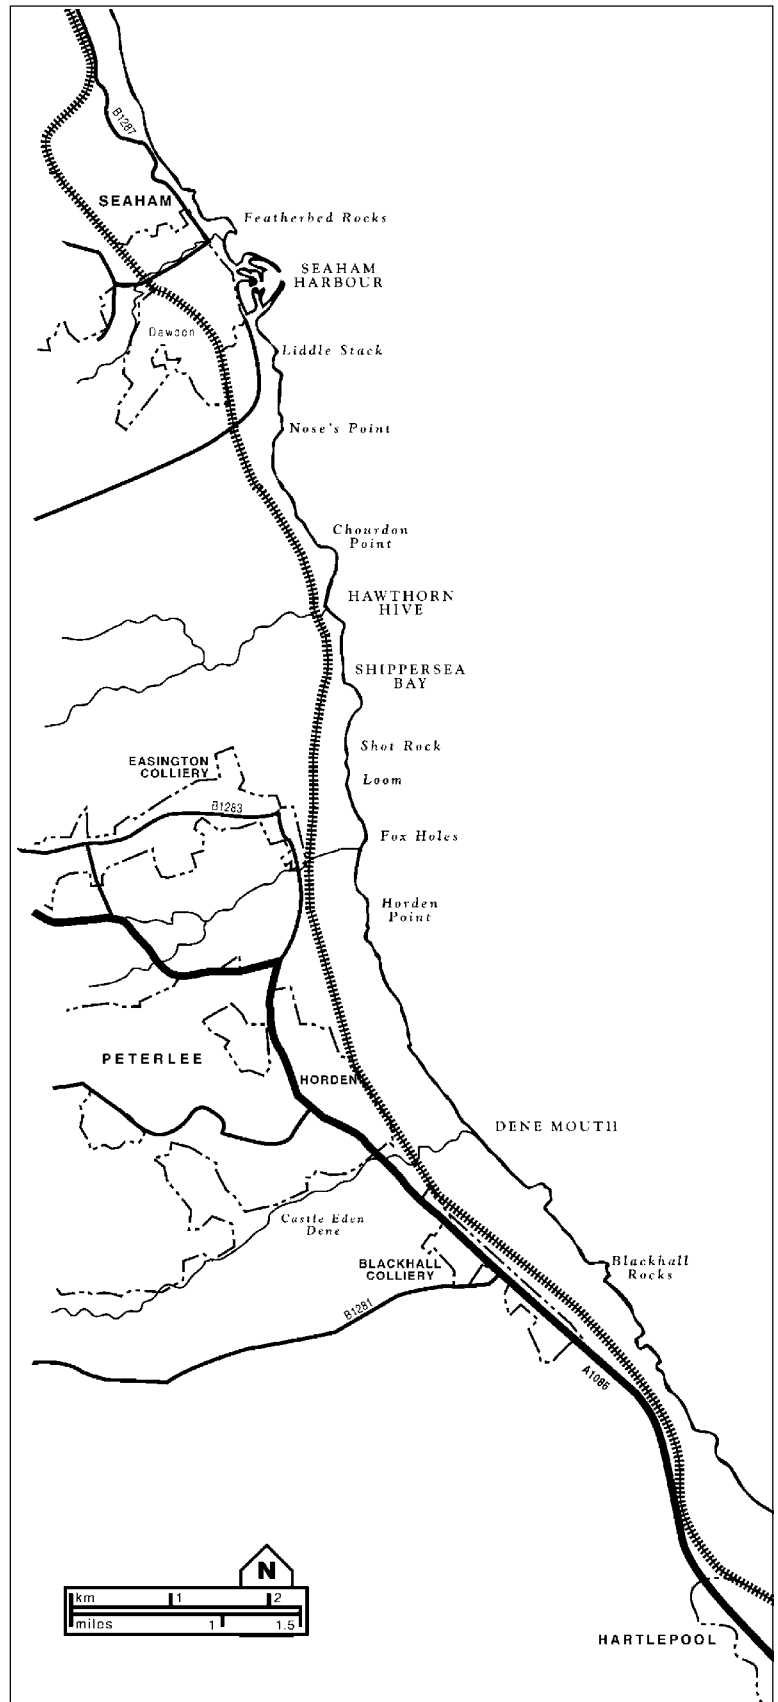 B1287
SEAHAM
Featherbed Rocks
SEAHAM
HARBOUR
Dawdon
Liddle Stack
Nose's Point
Chourdon
Point
HAWTHORN
HIVE
SHIPPERSEA
BAY
Shot Rock
EASINGTON
COLLIERY
Loom
B1283
Fox Holes
Horden
Point
PETERLEE
HORDEN
DENE MOUTH
Castle Eden
Dene
BLACKHALL
COLLIERY
Blackhall
Rocks
B1281
A1086
N
km 1 2
miles 1 1.5
HARTLEPOOL